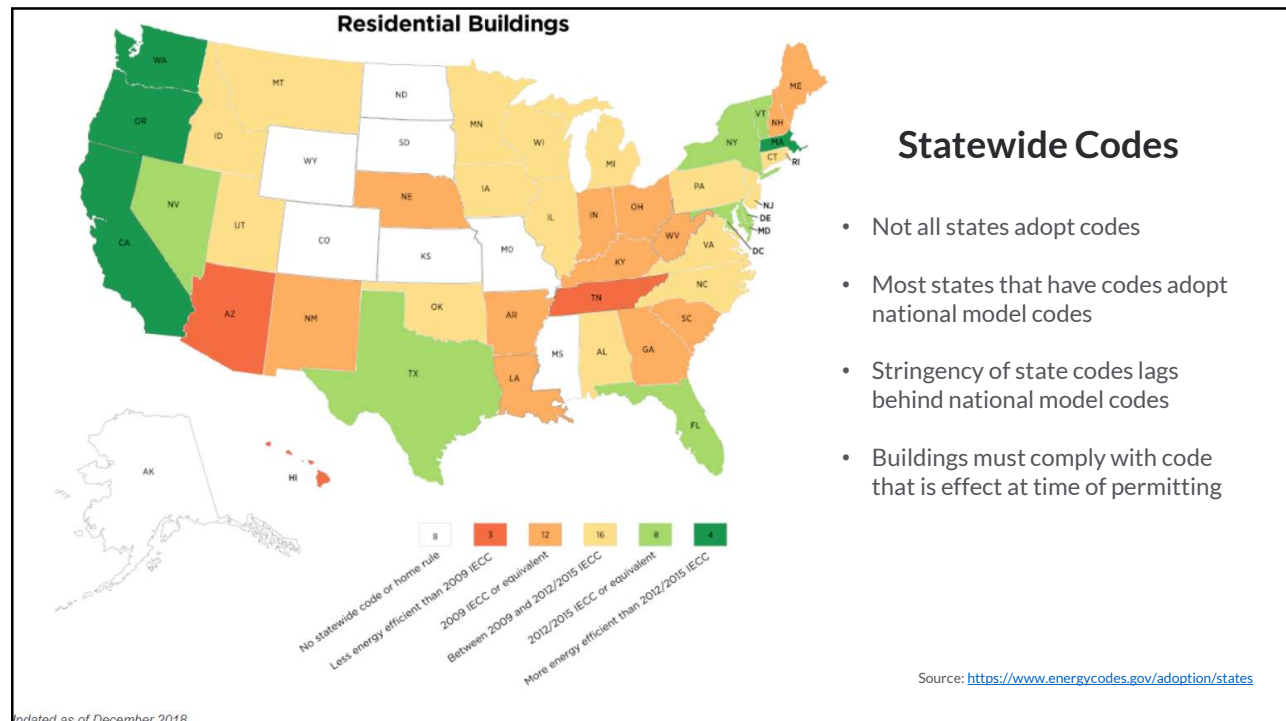 Residential Buildings
WA
OR
CA
NV
ID
MT
WY
UT
AZ
CO
NM
ND
SD
NE
KS
OK
TX
MN
IA
MO
AR
LA
WI
IL
MI
IN
OH
KY
TN
MS
AL
GA
FL
SC
NC
VA
WV
PA
NY
VT
NH
ME
MA
CT
RI
NJ
DE
MD
DC
AK
HI
8
3
12
16
8
4
No statewide code or home rule
Less energy efficient than 2009 IECC
2009 IECC or equivalent
Between 2009 and 2012/2015 IECC
2012/2015 IECC or equivalent
More energy efficient than 2012/2015 IECC
Updated as of December 2018
Statewide Codes
• Not all states adopt codes
• Most states that have codes adopt
national model codes
• Stringency of state codes lags
behind national model codes
• Buildings must comply with code
that is effect at time of permitting
Source: https://www.energycodes.gov/adoption/states